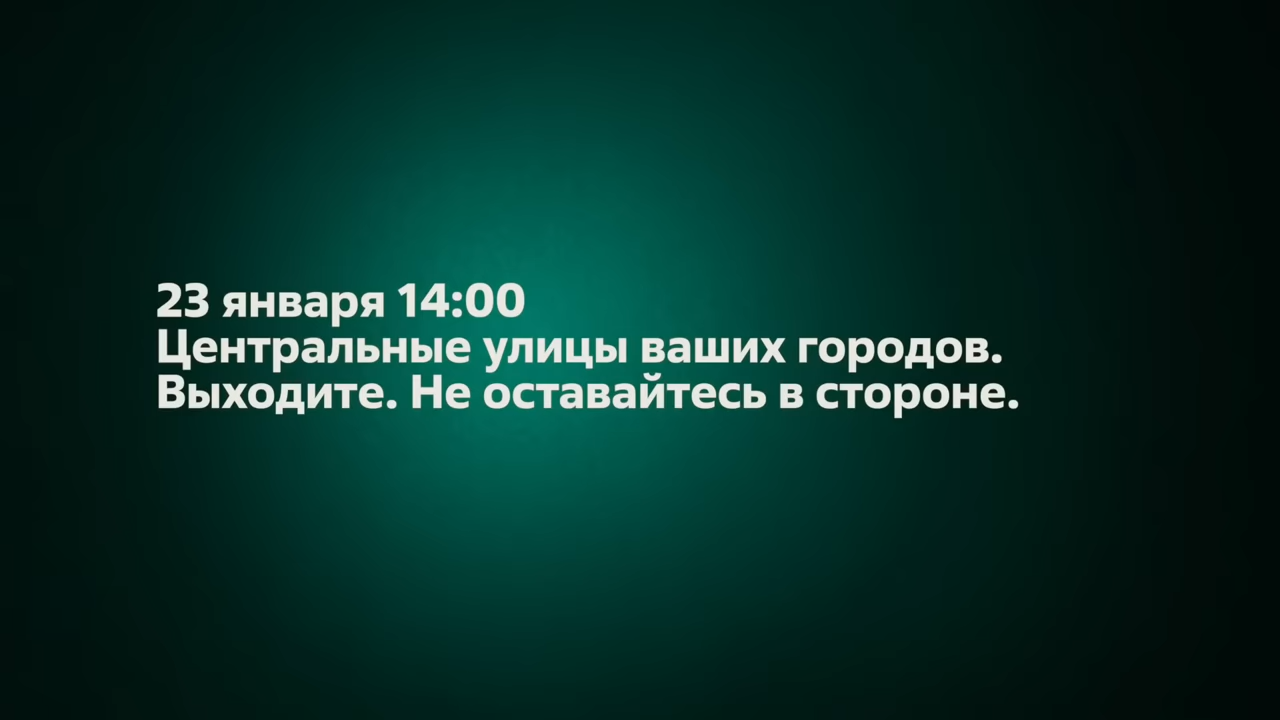 23 января 14:00
Центральные улицы ваших городов.
Выходите. Не оставайтесь в стороне.